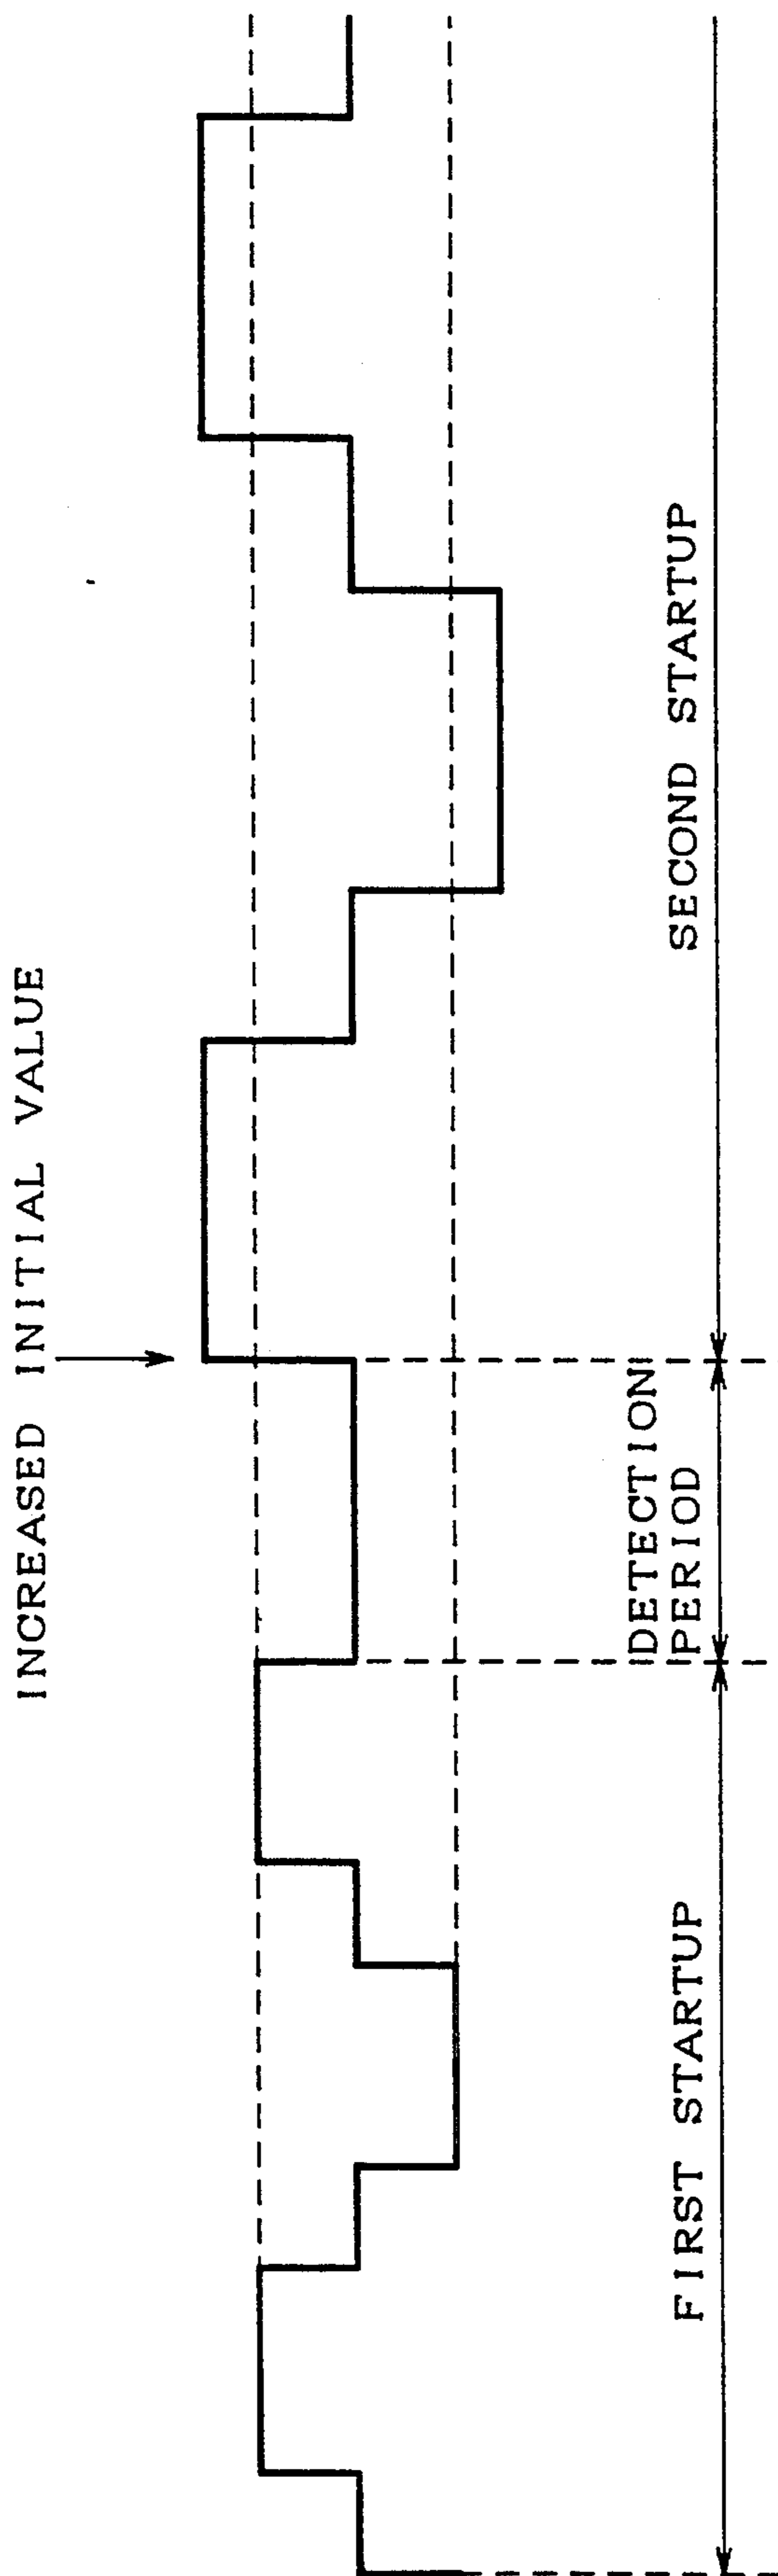 INCREASED INITIAL VALUE
FIRST STARTUP
DETECTION
PERIOD
SECOND STARTUP